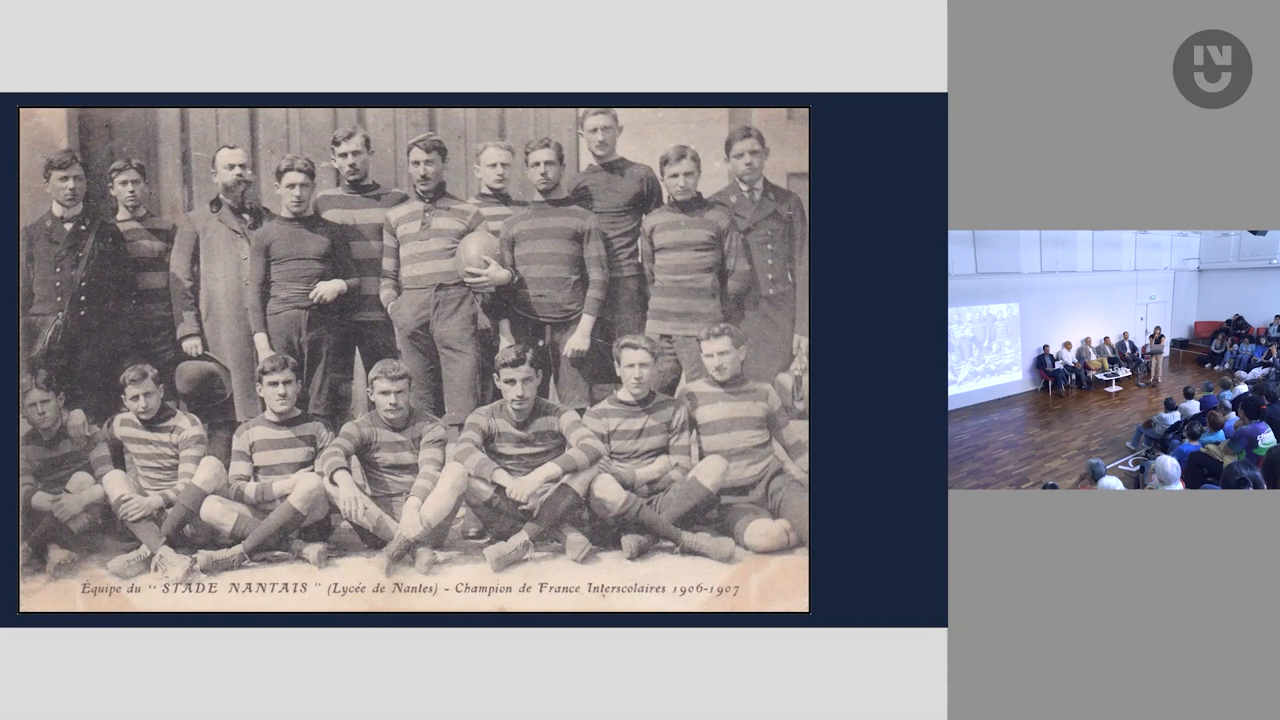 Équipe du “ STADE NANTAIS ” (Lycée de Nantes) - Champion de France Interscolaires 1906-1907